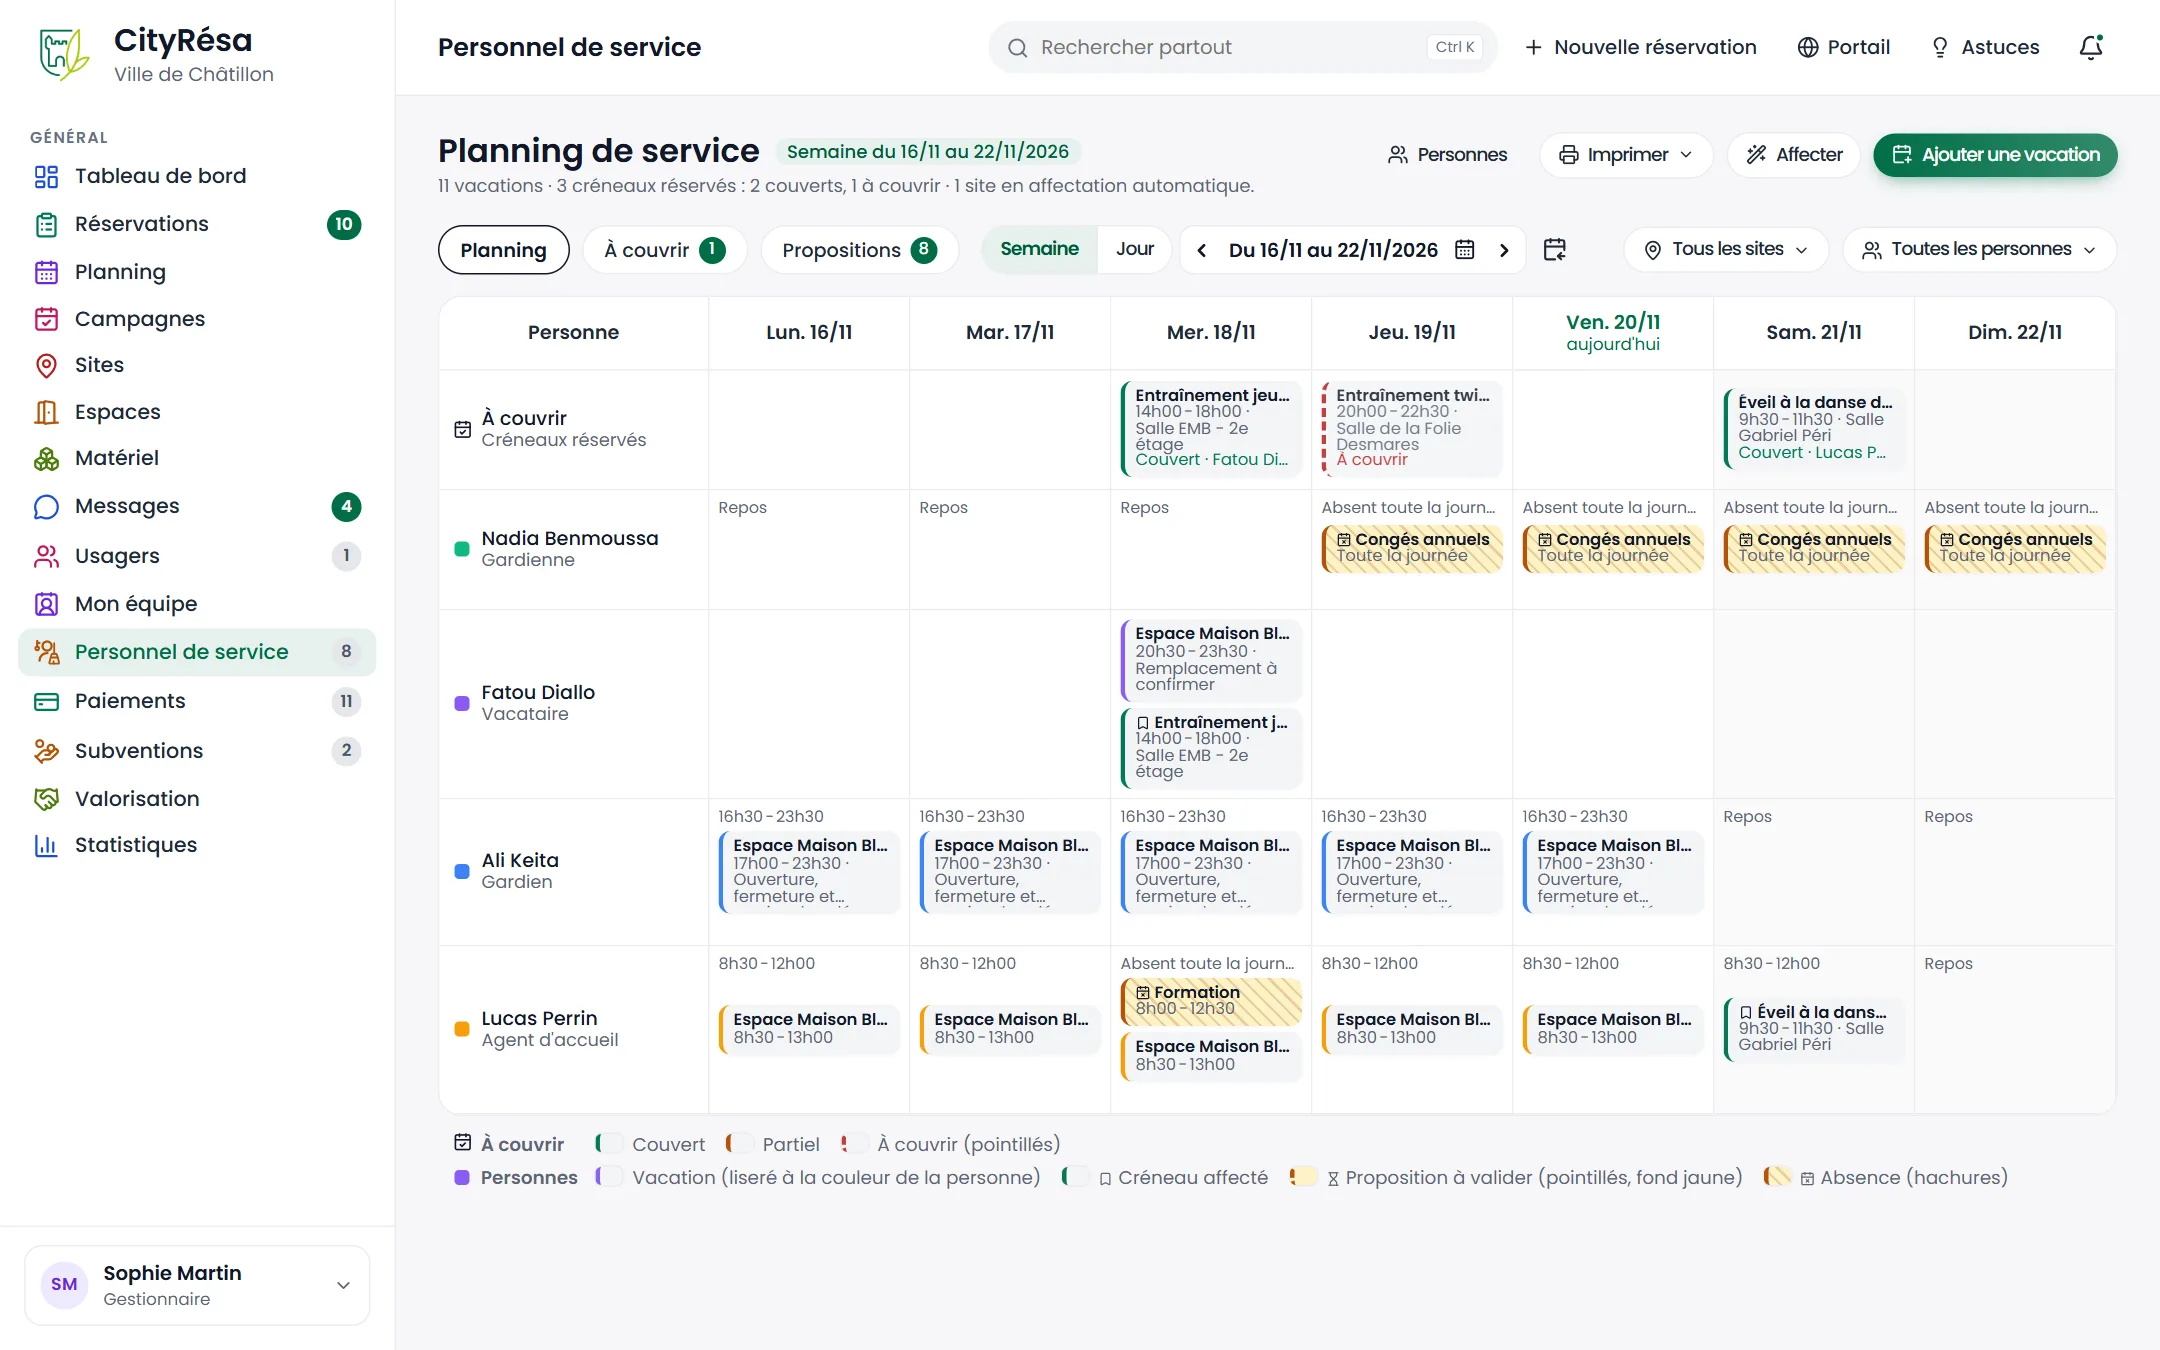 CityRésa
Ville de Châtillon
GÉNÉRAL
Tableau de bord
Réservations 10
Planning
Campagnes
Sites
Espaces
Matériel
Messages 4
Usagers 1
Mon équipe
Personnel de service 8
Paiements 11
Subventions 2
Valorisation
Statistiques
SM
Sophie Martin
Gestionnaire
Personnel de service
Rechercher partout Ctrl K
Nouvelle réservation
Portail
Astuces
Planning de service Semaine du 16/11 au 22/11/2026
11 vacations · 3 créneaux réservés : 2 couverts, 1 à couvrir · 1 site en affectation automatique.
Personnes
Imprimer
Affecter
Ajouter une vacation
Planning
À couvrir 1
Propositions 8
Semaine
Jour
Du 16/11 au 22/11/2026
Tous les sites
Toutes les personnes
Personne
Lun. 16/11
Mar. 17/11
Mer. 18/11
Jeu. 19/11
Ven. 20/11
aujourd'hui
Sam. 21/11
Dim. 22/11
À couvrir
Créneaux réservés
Entraînement jeu...
14h00-18h00 ·
Salle EMB - 2e
étage
Couvert · Fatou Di...
Entraînement twi...
20h00-22h30 ·
Salle de la Folie
Desmares
À couvrir
Éveil à la danse d...
9h30-11h30 · Salle
Gabriel Péri
Couvert · Lucas P...
Nadia Benmoussa
Gardienne
Repos
Repos
Repos
Absent toute la journ...
Congés annuels
Toute la journée
Absent toute la journ...
Congés annuels
Toute la journée
Absent toute la journ...
Congés annuels
Toute la journée
Absent toute la journ...
Congés annuels
Toute la journée
Fatou Diallo
Vacataire
Espace Maison Bl...
20h30-23h30 ·
Remplacement à
confirmer
Entraînement j...
14h00-18h00 ·
Salle EMB - 2e
étage
Ali Keita
Gardien
16h30-23h30
Espace Maison Bl...
17h00-23h30 ·
Ouverture,
fermeture et...
16h30-23h30
Espace Maison Bl...
17h00-23h30 ·
Ouverture,
fermeture et...
16h30-23h30
Espace Maison Bl...
17h00-23h30 ·
Ouverture,
fermeture et...
16h30-23h30
Espace Maison Bl...
17h00-23h30 ·
Ouverture,
fermeture et...
16h30-23h30
Espace Maison Bl...
17h00-23h30 ·
Ouverture,
fermeture et...
Repos
Repos
Lucas Perrin
Agent d'accueil
8h30-12h00
Espace Maison Bl...
8h30-13h00
8h30-12h00
Espace Maison Bl...
8h30-13h00
Absent toute la journ...
Formation
8h00-12h30
Espace Maison Bl...
8h30-13h00
8h30-12h00
Espace Maison Bl...
8h30-13h00
8h30-12h00
Espace Maison Bl...
8h30-13h00
8h30-12h00
Éveil à la dans...
9h30-11h30 · Salle
Gabriel Péri
Repos
À couvrir Couvert Partiel À couvrir (pointillés)
Personnes Vacation (liseré à la couleur de la personne) Créneau affecté Proposition à valider (pointillés, fond jaune) Absence (hachures)